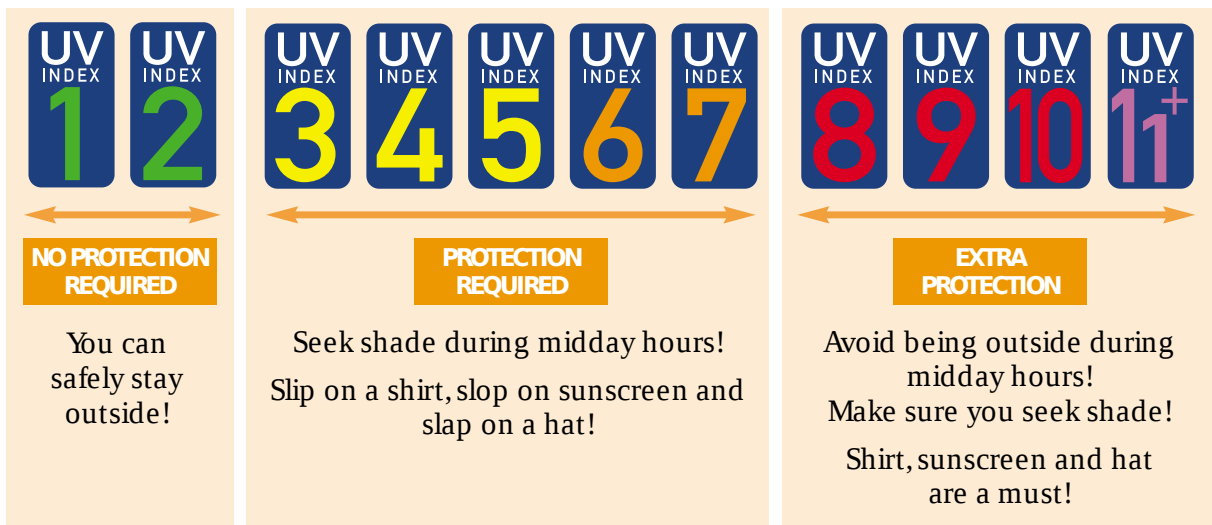 UV
INDEX
1
UV
INDEX
2
NO PROTECTION
REQUIRED
You can
safely stay
outside!
UV
INDEX
3
UV
INDEX
4
UV
INDEX
5
UV
INDEX
6
UV
INDEX
7
PROTECTION
REQUIRED
Seek shade during midday hours!
Slip on a shirt, slop on sunscreen and
slap on a hat!
UV
INDEX
8
UV
INDEX
9
UV
INDEX
10
UV
INDEX
11+
EXTRA
PROTECTION
Avoid being outside during
midday hours!
Make sure you seek shade!
Shirt, sunscreen and hat
are a must!